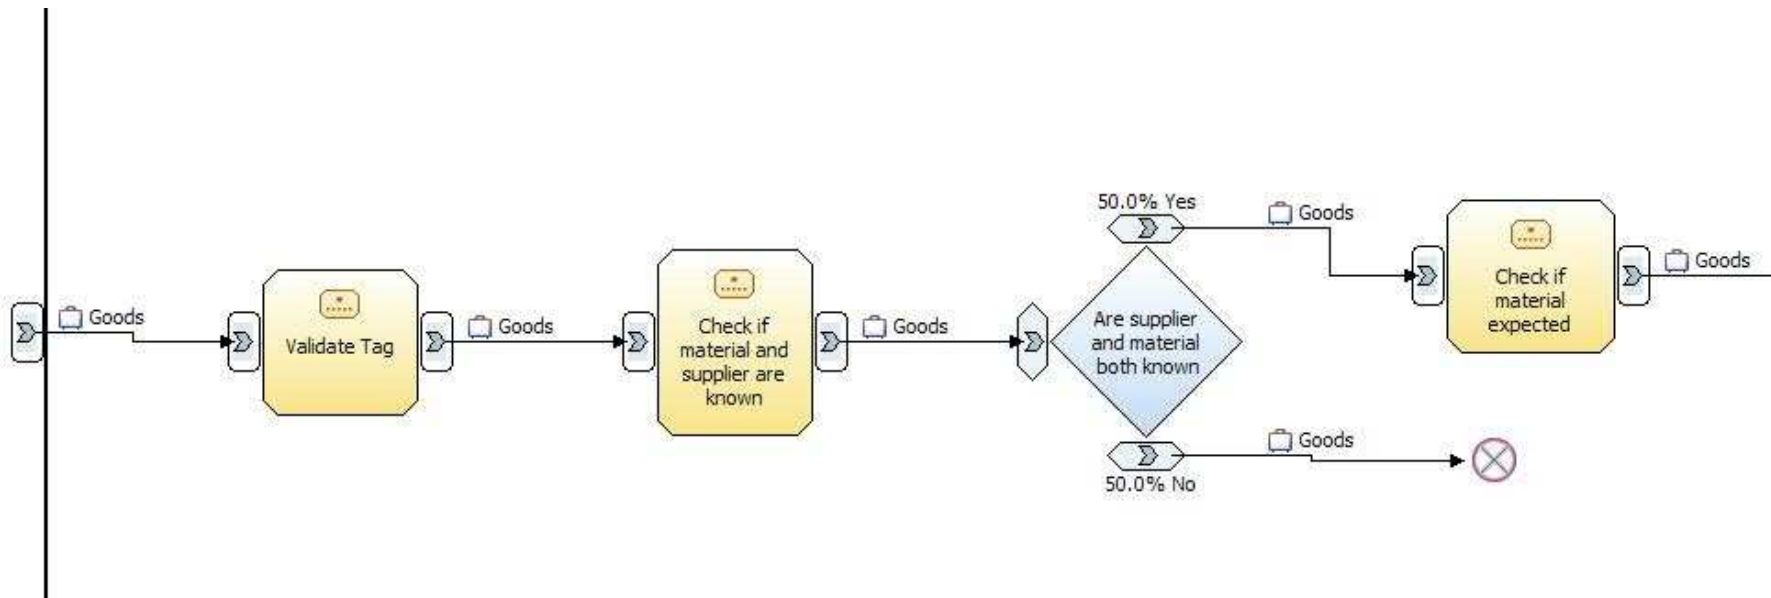 Goods
Validate Tag
Goods
Check if
material and
supplier are
known
Goods
50.0% Yes
Are supplier
and material
both known
50.0% No
Goods
Goods
Check if
material
expected
Goods